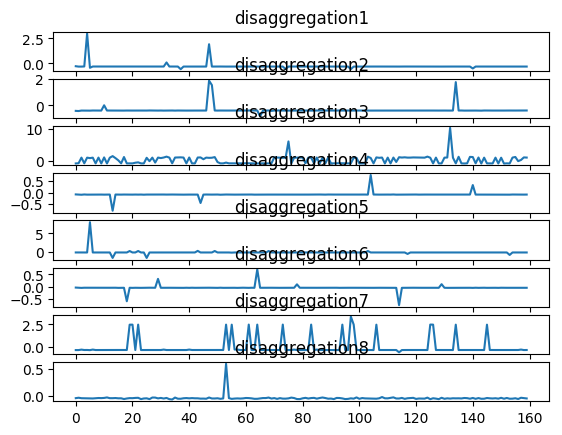 disaggregation1
2.5
0.0
disaggregation2
2
0
disaggregation3
10
0
disaggregation4
0.5
0.0
−0.5
disaggregation5
5
0
disaggregation6
0.5
0.0
−0.5
disaggregation7
2.5
0.0
disaggregation8
0.5
0.0
0 20 40 60 80 100 120 140 160